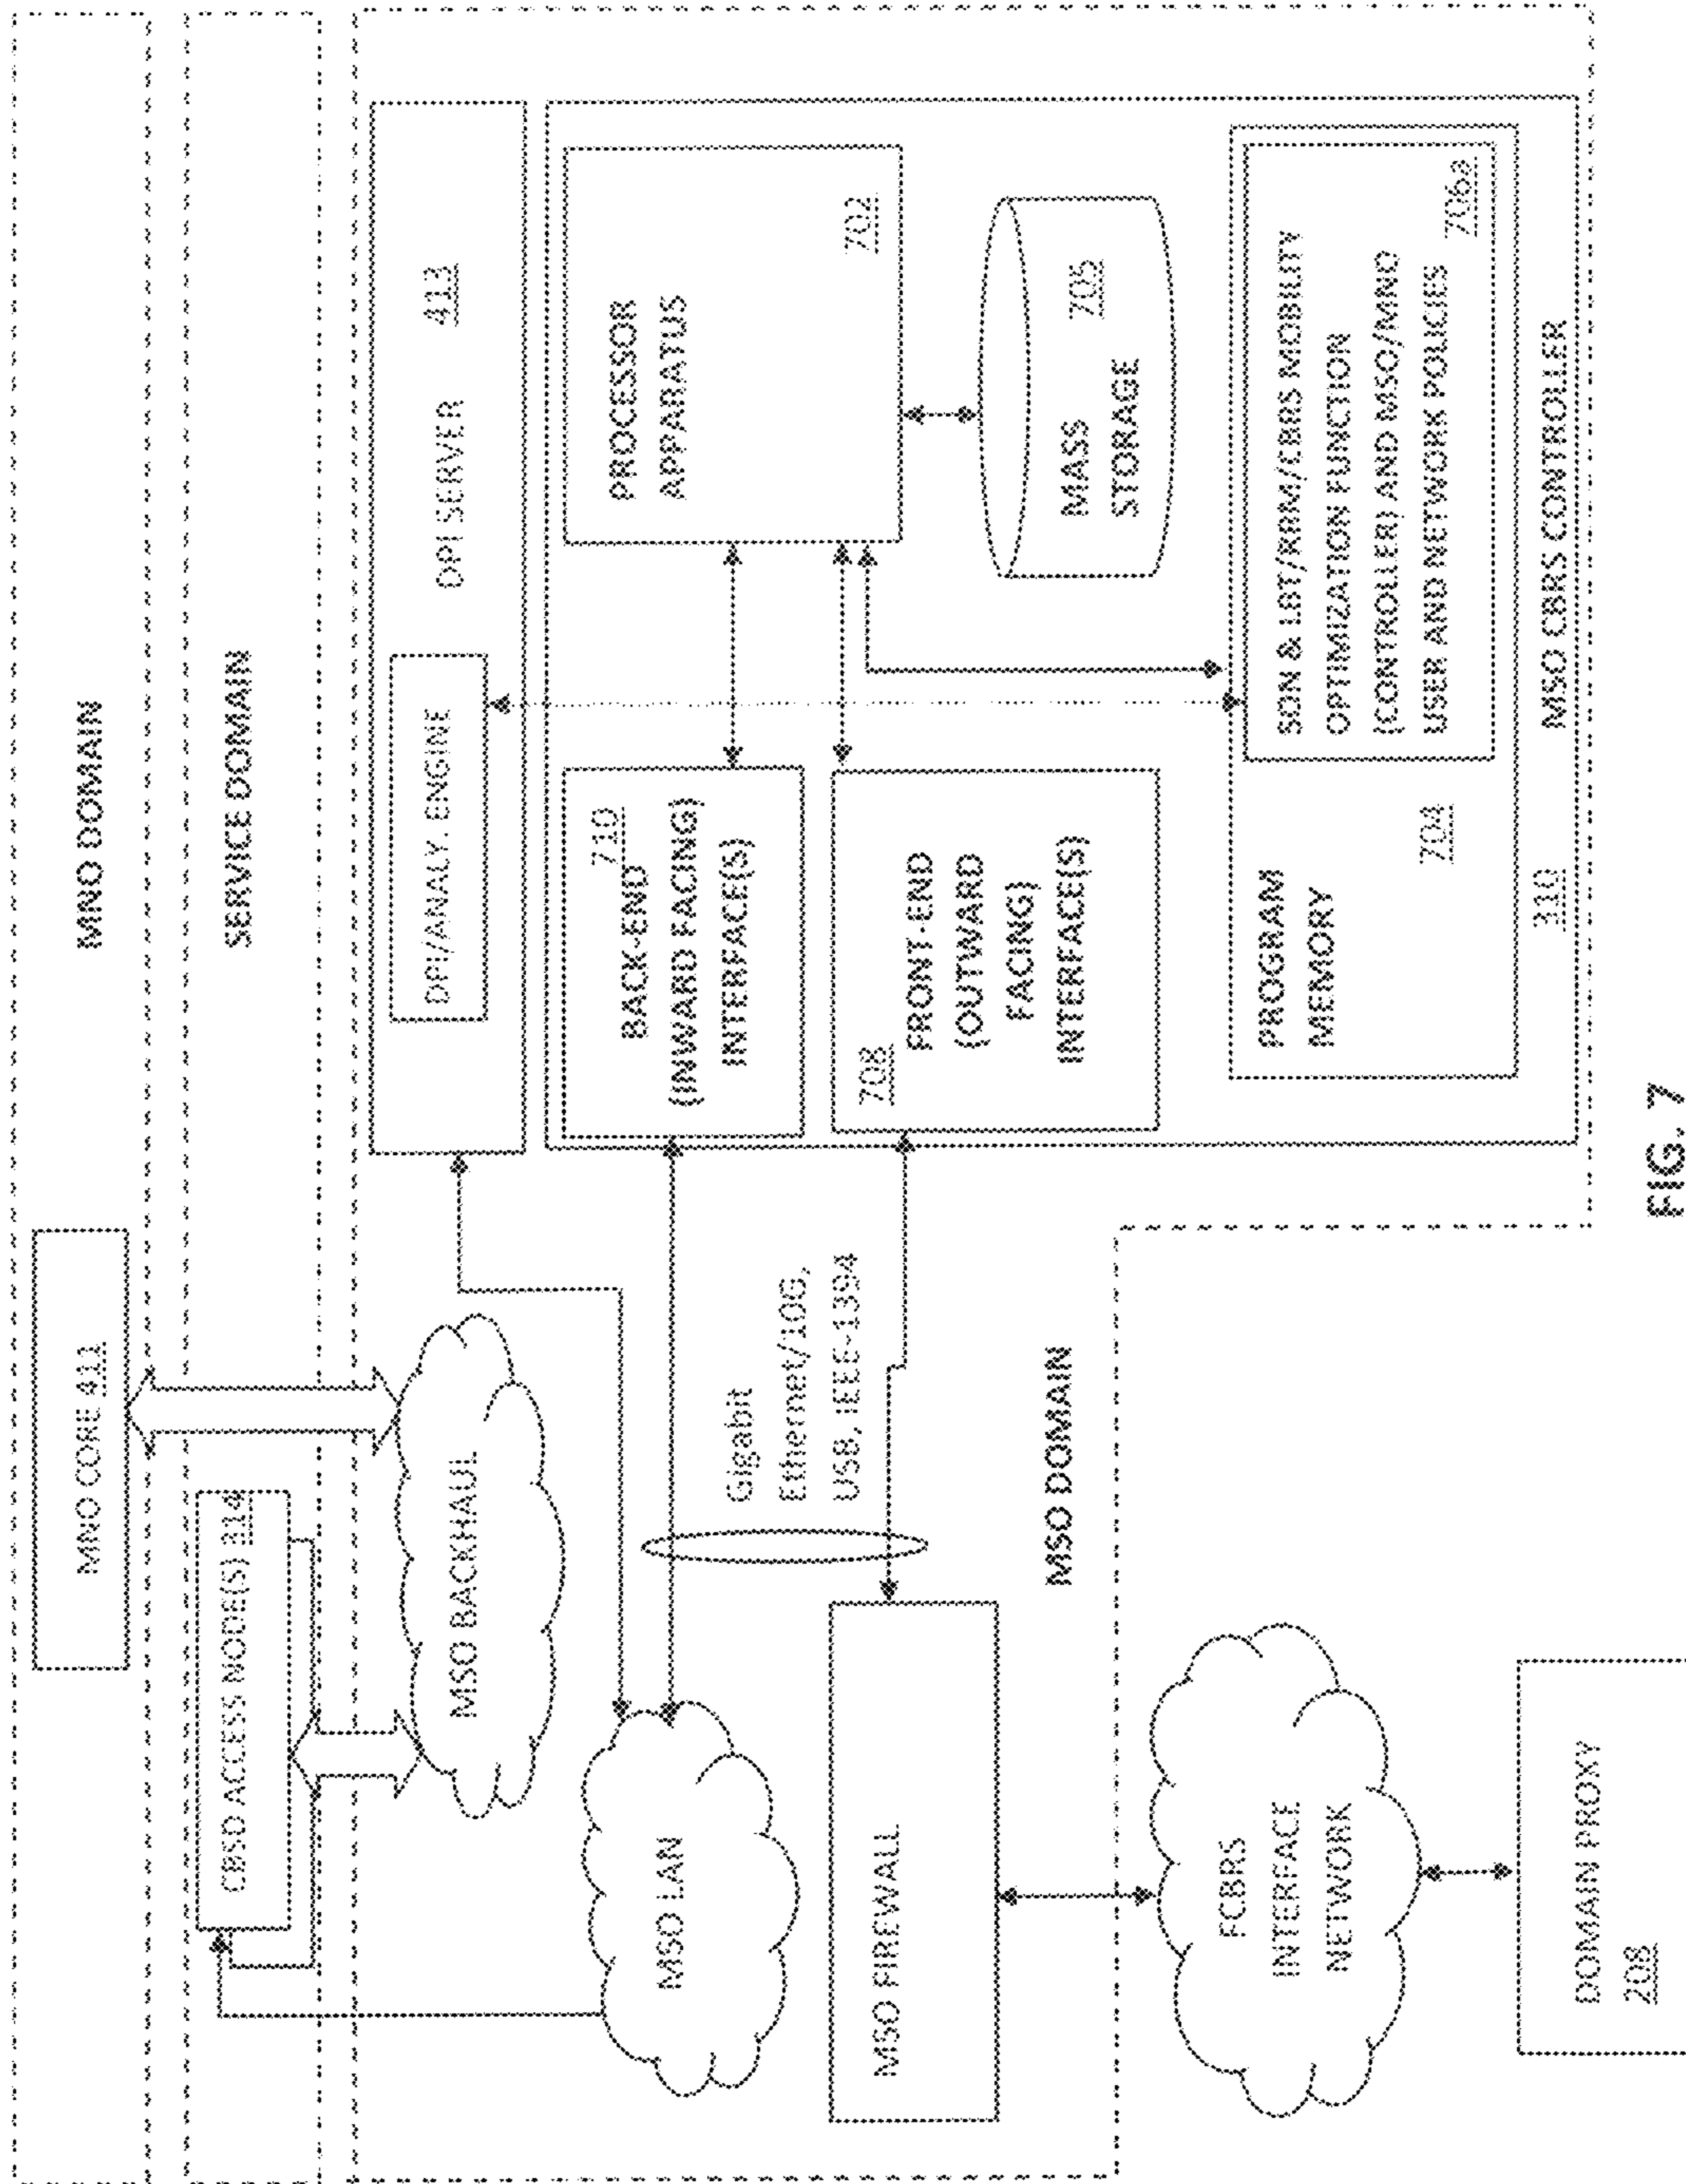 MNO DOMAIN
MNO CORE 411
SERVICE DOMAIN
CBSD ACCESS NODE(S) 314
MSO BACKHAUL
DPI/ANALY. ENGINE
DPI SERVER
413
MSO LAN
Gigabit
Ethernet/10G,
USB, IEEE-1394
710
BACK-END
(INWARD FACING)
INTERFACE(S)
PROCESSOR
APPARATUS
702
MSO FIREWALL
708
FRONT-END
(OUTWARD
FACING)
INTERFACE(S)
MASS
STORAGE
705
MSO DOMAIN
FCBRS
INTERFACE
NETWORK
PROGRAM
MEMORY
704
SON & LBT/RRM/CBRS MOBILITY
OPTIMIZATION FUNCTION
(CONTROLLER) AND MSO/MNO
USER AND NETWORK POLICIES
706a
310
MSO CBRS CONTROLLER
DOMAIN PROXY
208
FIG. 7